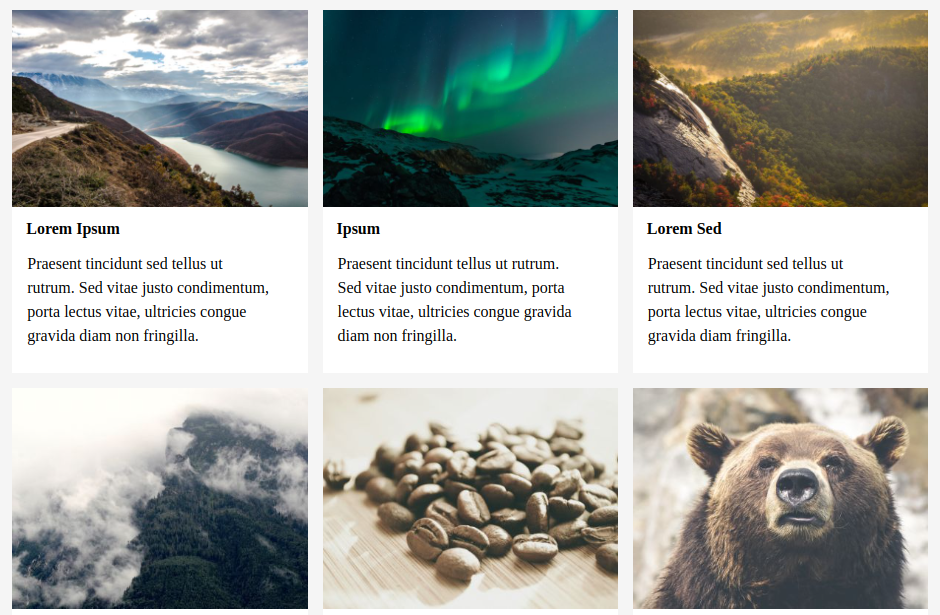 Lorem Ipsum
Praesent tincidunt sed tellus ut
rutrum. Sed vitae justo condimentum,
porta lectus vitae, ultricies congue
gravida diam non fringilla.
Ipsum
Praesent tincidunt tellus ut rutrum.
Sed vitae justo condimentum, porta
lectus vitae, ultricies congue gravida
diam non fringilla.
Lorem Sed
Praesent tincidunt sed tellus ut
rutrum. Sed vitae justo condimentum,
porta lectus vitae, ultricies congue
gravida diam fringilla.